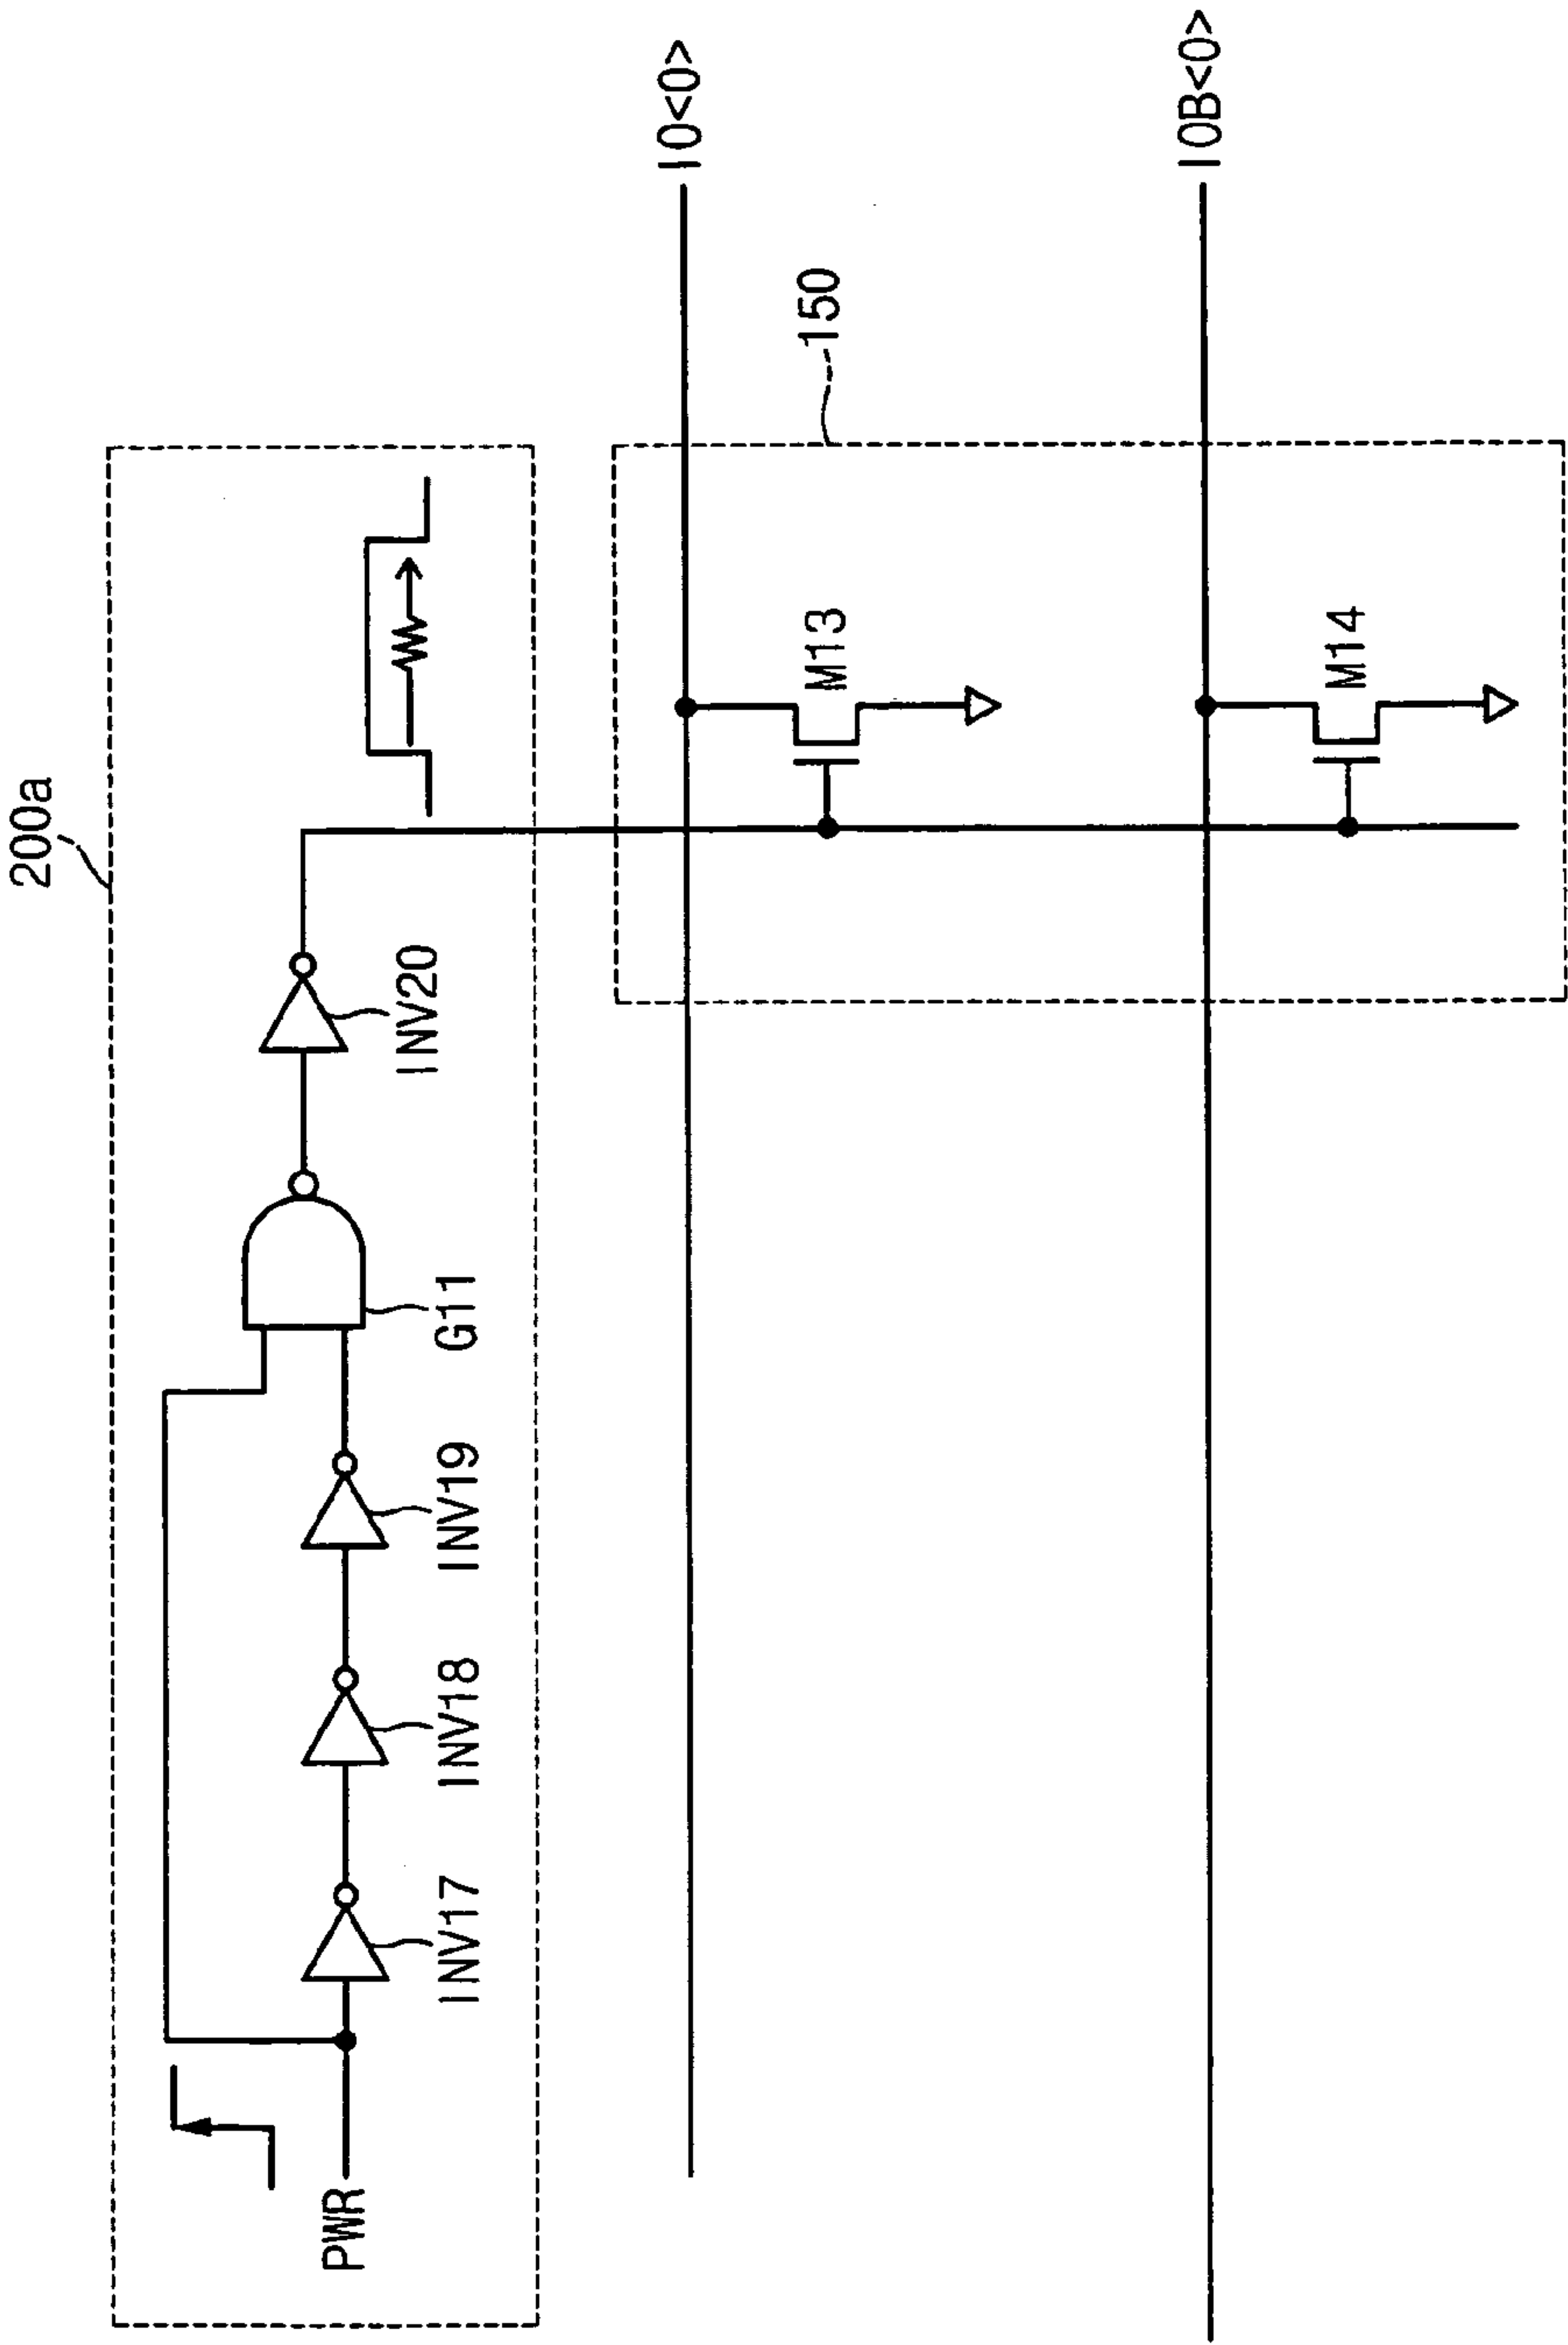 200a
PWR
INV17
INV18
INV19
G11
INV20
IO<0>
150
M13
IOB<0>
M14